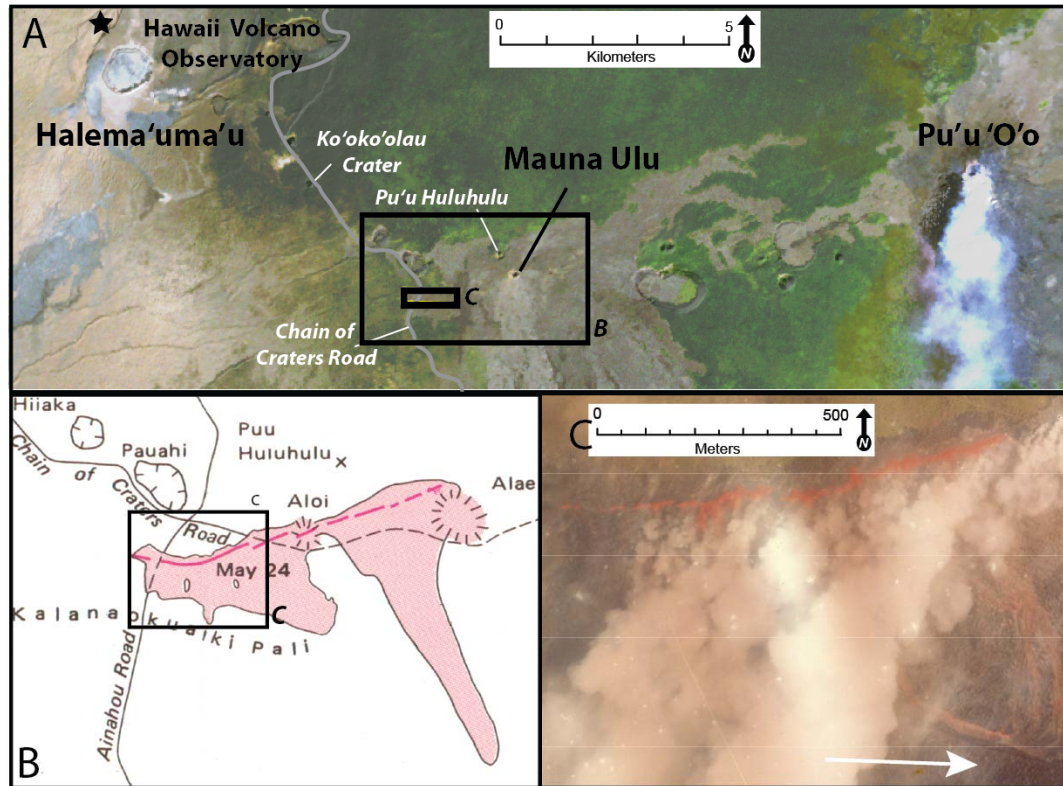 A
Hawaii Volcano
Observatory
0
5
Kilometers
N
Halema‘uma‘u
Ko‘oko‘olau
Crater
Mauna Ulu
Pu‘u Huluhulu
Pu‘u ‘O‘o
C
B
Chain of
Craters Road
Hiiaka
Chain of Craters Road
Pauahi
Puu
Huluhulu x
Aloi
Alae
C
May 24
C
Kalanaokuaiki Pali
Ainahou Road
B
C
0
500
Meters
N